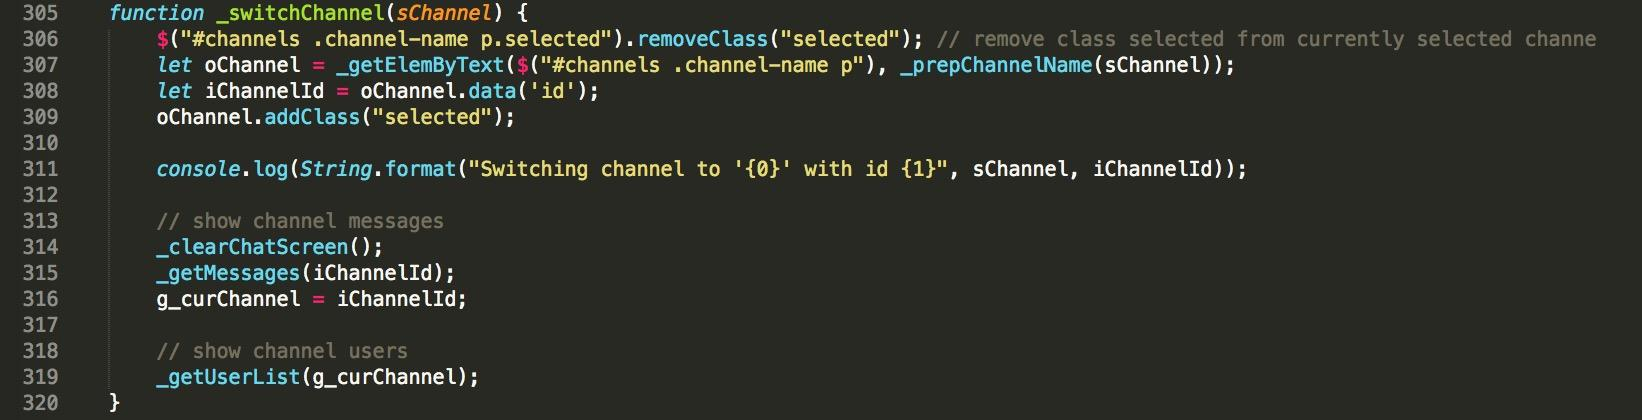 305 function _switchChannel(sChannel) {
306 $("#channels .channel-name p.selected").removeClass("selected"); // remove class selected from currently selected channe
307 let oChannel = _getElemByText($("#channels .channel-name p"), _prepChannelName(sChannel));
308 let iChannelId = oChannel.data('id');
309 oChannel.addClass("selected");
310
311 console.log(String.format("Switching channel to '{0}' with id {1}", sChannel, iChannelId));
312
313 // show channel messages
314 _clearChatScreen();
315 _getMessages(iChannelId);
316 g_curChannel = iChannelId;
317
318 // show channel users
319 _getUserList(g_curChannel);
320 }